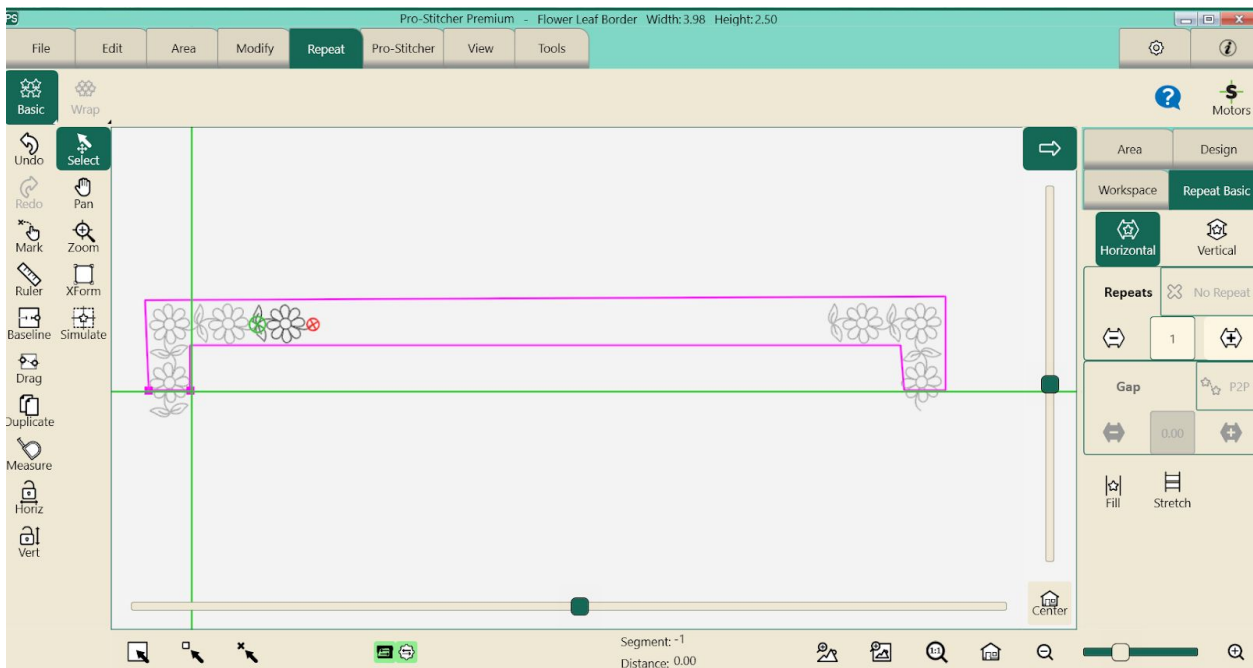 PS
Pro-Stitcher Premium - Flower Leaf Border Width: 3.98 Height: 2.50
File Edit Area Modify Repeat Pro-Stitcher View Tools
Basic Wrap
? S
Motors
Undo Select
Redo Pan
Mark Zoom
Ruler XForm
Baseline Simulate
Drag
Duplicate
Measure
Horiz
Vert
Area Design
Workspace Repeat Basic
Horizontal Vertical
Repeats No Repeat
1
Gap P2P
0.00
Fill Stretch
Center
Segment: -1
Distance: 0.00
1:1